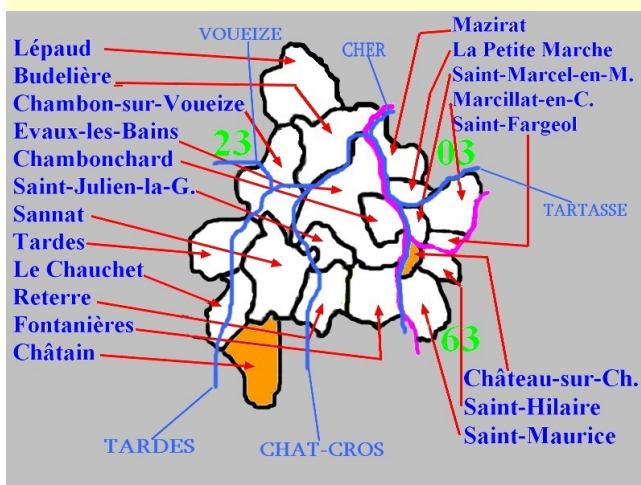 Lépaud
Budelière
Chambon-sur-Voueize
Evaux-les-Bains
Chambonchard
Saint-Julien-la-G.
Sannat
Tardes
Le Chauchet
Reterre
Fontanières
Châtain
VOUEIZE
CHER
23
03
63
TARDES
CHAT-CROS
TARTASSE
Mazirat
La Petite Marche
Saint-Marcel-en-M.
Marcillat-en-C.
Saint-Fargeol
Château-sur-Ch.
Saint-Hilaire
Saint-Maurice